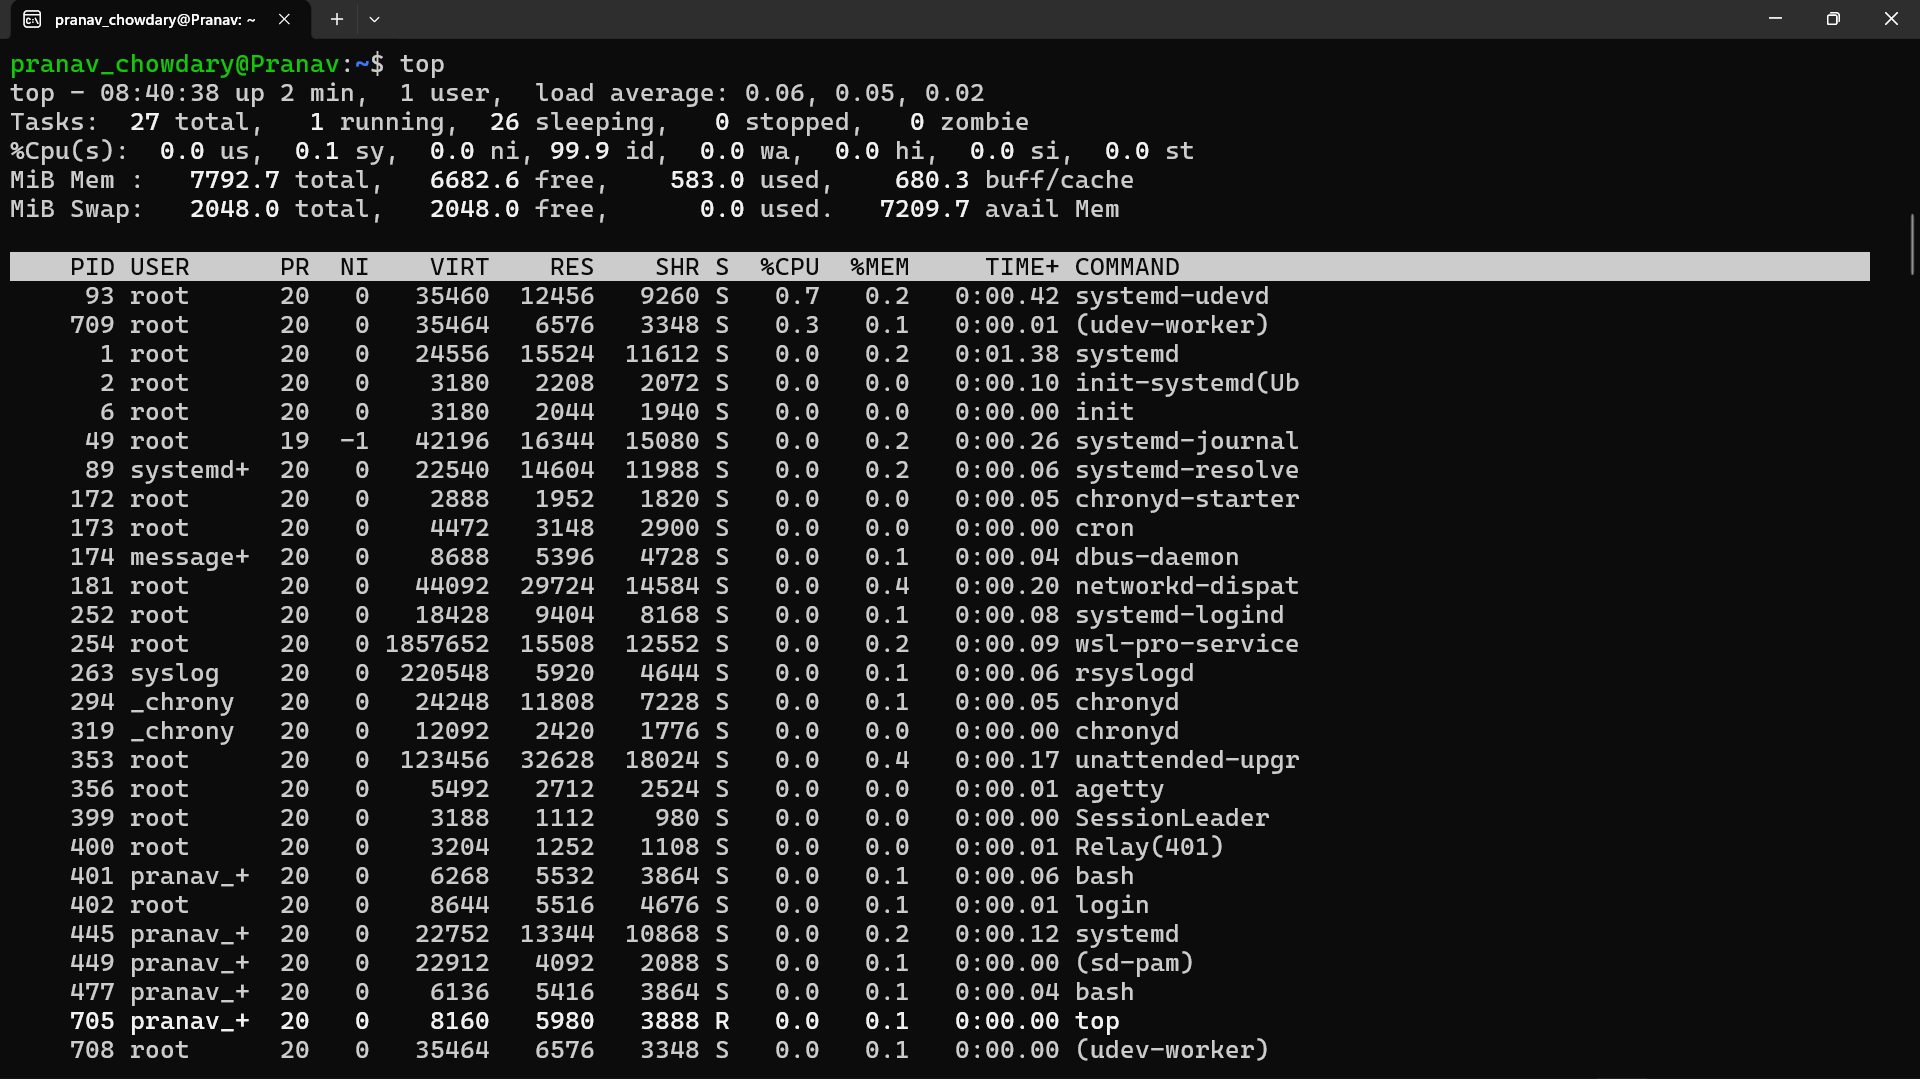 pranav_chowdary@Pranav: ~
pranav_chowdary@Pranav:~$ top
top - 08:40:38 up 2 min,  1 user,  load average: 0.06, 0.05, 0.02
Tasks:  27 total,   1 running,  26 sleeping,   0 stopped,   0 zombie
%Cpu(s):  0.0 us,  0.1 sy,  0.0 ni, 99.9 id,  0.0 wa,  0.0 hi,  0.0 si,  0.0 st
MiB Mem :   7792.7 total,   6682.6 free,    583.0 used,    680.3 buff/cache
MiB Swap:   2048.0 total,   2048.0 free,      0.0 used.   7209.7 avail Mem
    PID USER      PR  NI    VIRT    RES    SHR S  %CPU  %MEM     TIME+ COMMAND
     93 root      20   0   35460  12456   9260 S   0.7   0.2   0:00.42 systemd-udevd
    709 root      20   0   35464   6576   3348 S   0.3   0.1   0:00.01 (udev-worker)
      1 root      20   0   24556  15524  11612 S   0.0   0.2   0:01.38 systemd
      2 root      20   0    3180   2208   2072 S   0.0   0.0   0:00.10 init-systemd(Ub
      6 root      20   0    3180   2044   1940 S   0.0   0.0   0:00.00 init
     49 root      19  -1   42196  16344  15080 S   0.0   0.2   0:00.26 systemd-journal
     89 systemd+  20   0   22540  14604  11988 S   0.0   0.2   0:00.06 systemd-resolve
    172 root      20   0    2888   1952   1820 S   0.0   0.0   0:00.05 chronyd-starter
    173 root      20   0    4472   3148   2900 S   0.0   0.0   0:00.00 cron
    174 message+  20   0    8688   5396   4728 S   0.0   0.1   0:00.04 dbus-daemon
    181 root      20   0   44092  29724  14584 S   0.0   0.4   0:00.20 networkd-dispat
    252 root      20   0   18428   9404   8168 S   0.0   0.1   0:00.08 systemd-logind
    254 root      20   0 1857652  15508  12552 S   0.0   0.2   0:00.09 wsl-pro-service
    263 syslog    20   0  220548   5920   4644 S   0.0   0.1   0:00.06 rsyslogd
    294 _chrony   20   0   24248  11808   7228 S   0.0   0.1   0:00.05 chronyd
    319 _chrony   20   0   12092   2420   1776 S   0.0   0.0   0:00.00 chronyd
    353 root      20   0  123456  32628  18024 S   0.0   0.4   0:00.17 unattended-upgr
    356 root      20   0    5492   2712   2524 S   0.0   0.0   0:00.01 agetty
    399 root      20   0    3188   1112    980 S   0.0   0.0   0:00.00 SessionLeader
    400 root      20   0    3204   1252   1108 S   0.0   0.0   0:00.01 Relay(401)
    401 pranav_+  20   0    6268   5532   3864 S   0.0   0.1   0:00.06 bash
    402 root      20   0    8644   5516   4676 S   0.0   0.1   0:00.01 login
    445 pranav_+  20   0   22752  13344  10868 S   0.0   0.2   0:00.12 systemd
    449 pranav_+  20   0   22912   4092   2088 S   0.0   0.1   0:00.00 (sd-pam)
    477 pranav_+  20   0    6136   5416   3864 S   0.0   0.1   0:00.04 bash
    705 pranav_+  20   0    8160   5980   3888 R   0.0   0.1   0:00.00 top
    708 root      20   0   35464   6576   3348 S   0.0   0.1   0:00.00 (udev-worker)